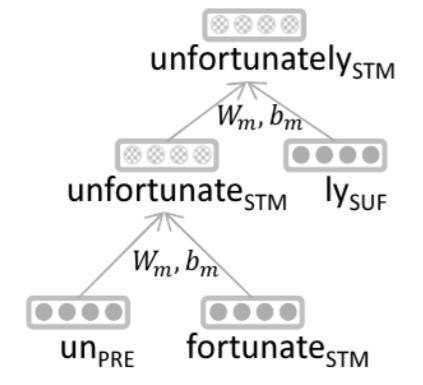 unfortunatelySTM
Wm, bm
unfortunateSTM lySUF
Wm, bm
unPRE fortunateSTM